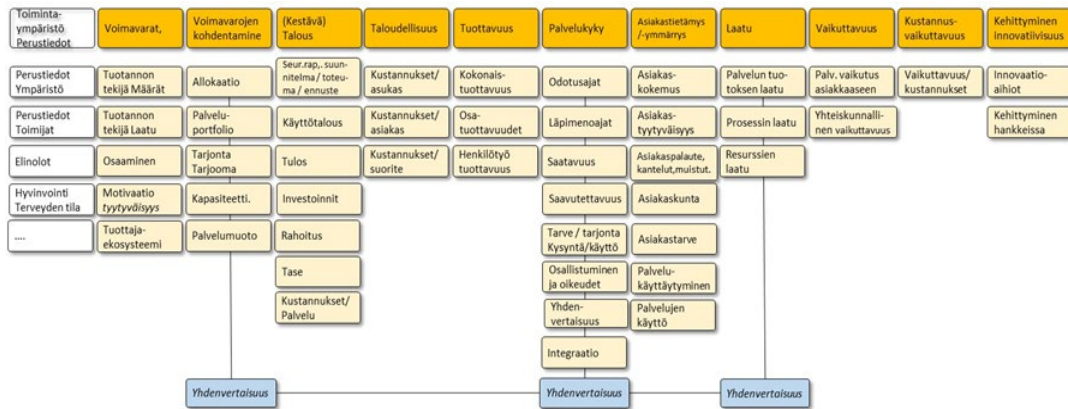 Toiminta-
ympäristö
Perustiedot
Voimavarat,
Voimavarojen
kohdentamine
(Kestävä)
Talous
Taloudellisuus
Tuottavuus
Palvelukyky
Asiakastietämys
/-ymmärrys
Laatu
Vaikuttavuus
Kustannus-
vaikuttavuus
Kehittyminen
innovatiivisuus
Perustiedot
Ympäristö
Tuotannon
tekijä Määrät
Allokaatio
Seur.rap,. suun-
nitelma / toteu-
ma / ennuste
Kustannukset/
asukas
Kokonais-
tuottavuus
Odotusajat
Asiakas-
kokemus
Palvelun tuo-
toksen laatu
Palv. vaikutus
asiakkaaseen
Vaikuttavuus/
kustannukset
Innovaatio-
aihiot
Perustiedot
Toimijat
Tuotannon
tekijä Laatu
Palvelu-
portfolio
Käyttötalous
Kustannukset/
asiakas
Osa-
tuottavuudet
Läpimenoajat
Asiakas-
tyytyväisyys
Prosessin laatu
Yhteiskunnalli-
nen vaikuttavuus
Kehittyminen
hankkeissa
Elinolot
Osaaminen
Tarjonta
Tarjooma
Tulos
Kustannukset/
suorite
Henkilötyö
tuottavuus
Saatavuus
Asiakaspalaute,
kantelut,muistut.
Resurssien
laatu
Hyvinvointi
Terveyden tila
Motivaatio
tyytyväisyys
Kapasiteetti.
Investoinnit
Saavutettavuus
Asiakaskunta
....
Tuottaja-
ekosysteemi
Palvelumuoto
Rahoitus
Tarve / tarjonta
Kysyntä/käyttö
Asiakastarve
Tase
Osallistuminen
ja oikeudet
Palvelu-
käyttäytyminen
Kustannukset/
Palvelu
Yhden-
vertaisuus
Palvelujen
käyttö
Integraatio
Yhdenvertaisuus
Yhdenvertaisuus
Yhdenvertaisuus